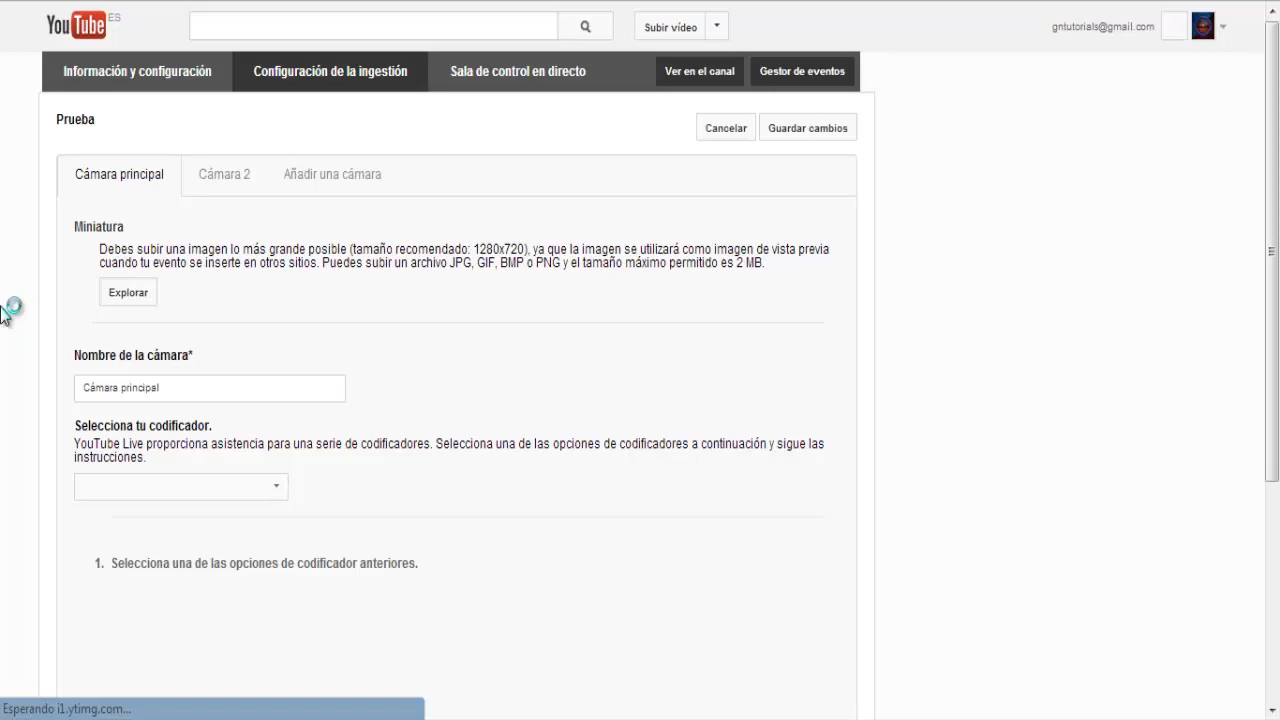 YouTube ES
Subir vídeo
gntutorials@gmail.com
Información y configuración
Configuración de la ingestión
Sala de control en directo
Ver en el canal
Gestor de eventos
Prueba
Cancelar
Guardar cambios
Cámara principal
Cámara 2
Añadir una cámara
Miniatura
Debes subir una imagen lo más grande posible (tamaño recomendado: 1280x720), ya que la imagen se utilizará como imagen de vista previa
cuando tu evento se inserte en otros sitios. Puedes subir un archivo JPG, GIF, BMP o PNG y el tamaño máximo permitido es 2 MB.
Explorar
Nombre de la cámara*
Cámara principal
Selecciona tu codificador.
YouTube Live proporciona asistencia para una serie de codificadores. Selecciona una de las opciones de codificadores a continuación y sigue las
instrucciones.
1. Selecciona una de las opciones de codificador anteriores.
Esperando i1.ytimg.com...